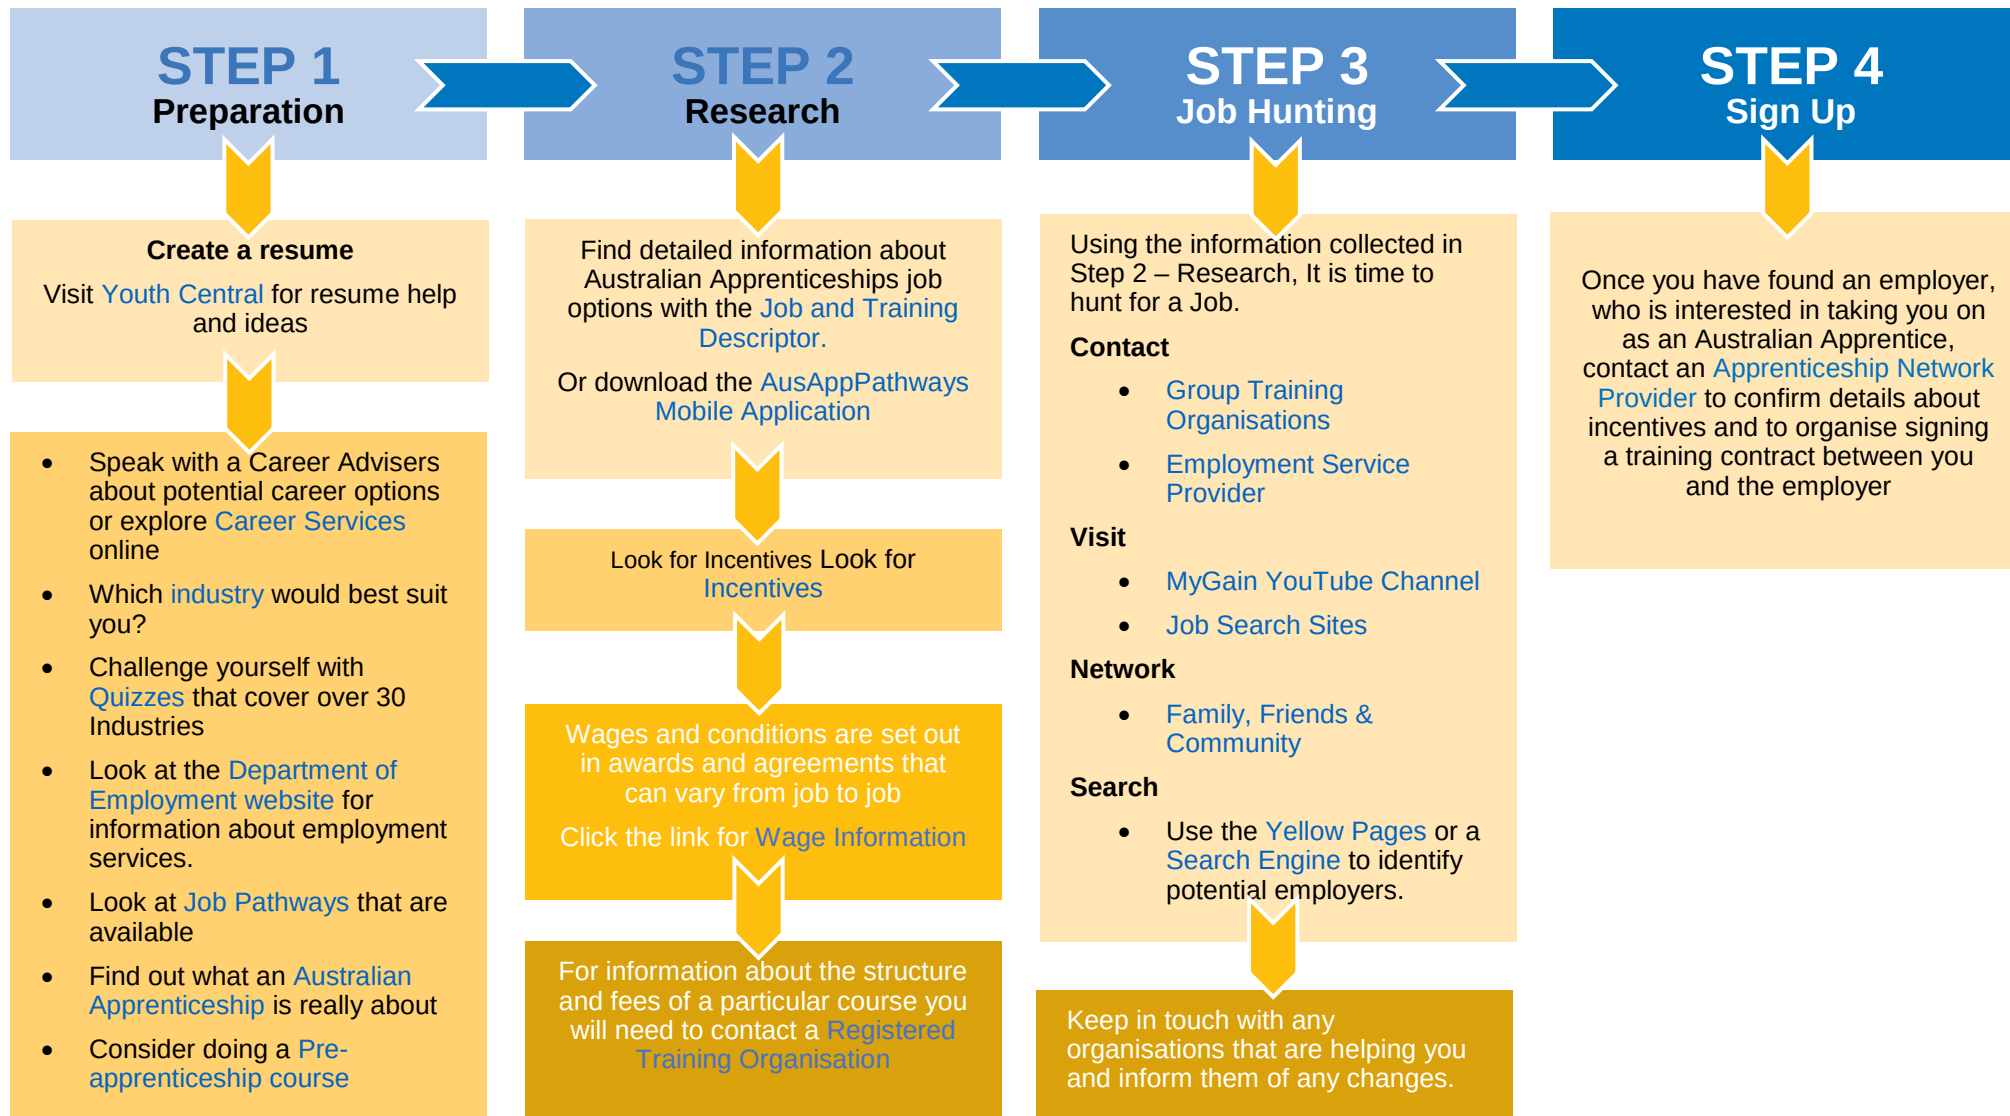 STEP 1
Preparation
Create a resume
Visit Youth Central for resume help
and ideas
• Speak with a Career Advisers
about potential career options
or explore Career Services
online
• Which industry would best suit
you?
• Challenge yourself with
Quizzes that cover over 30
Industries
• Look at the Department of
Employment website for
information about employment
services.
• Look at Job Pathways that are
available
• Find out what an Australian
Apprenticeship is really about
• Consider doing a Pre-
apprenticeship course
STEP 2
Research
Find detailed information about
Australian Apprenticeships job
options with the Job and Training
Descriptor.
Or download the AusAppPathways
Mobile Application
Look for Incentives Look for
Incentives
Wages and conditions are set out
in awards and agreements that
can vary from job to job
Click the link for Wage Information
For information about the structure
and fees of a particular course you
will need to contact a Registered
Training Organisation
STEP 3
Job Hunting
Using the information collected in
Step 2 – Research, It is time to
hunt for a Job.
Contact
• Group Training
Organisations
• Employment Service
Provider
Visit
• MyGain YouTube Channel
• Job Search Sites
Network
• Family, Friends &
Community
Search
• Use the Yellow Pages or a
Search Engine to identify
potential employers.
Keep in touch with any
organisations that are helping you
and inform them of any changes.
STEP 4
Sign Up
Once you have found an employer,
who is interested in taking you on
as an Australian Apprentice,
contact an Apprenticeship Network
Provider to confirm details about
incentives and to organise signing
a training contract between you
and the employer